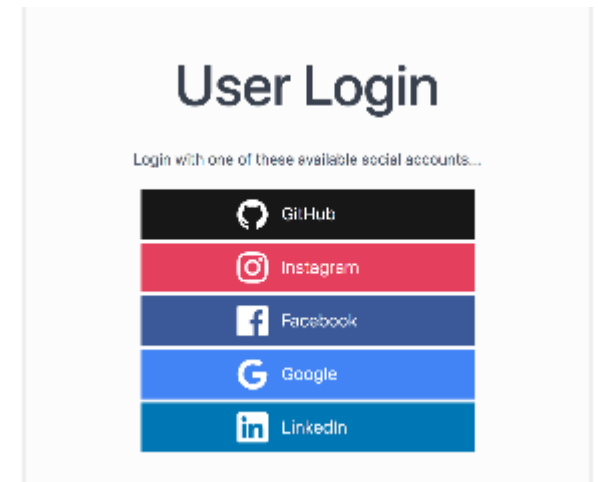 User Login
Login with one of these available social accounts...
GitHub
Instagram
Facebook
Google
LinkedIn